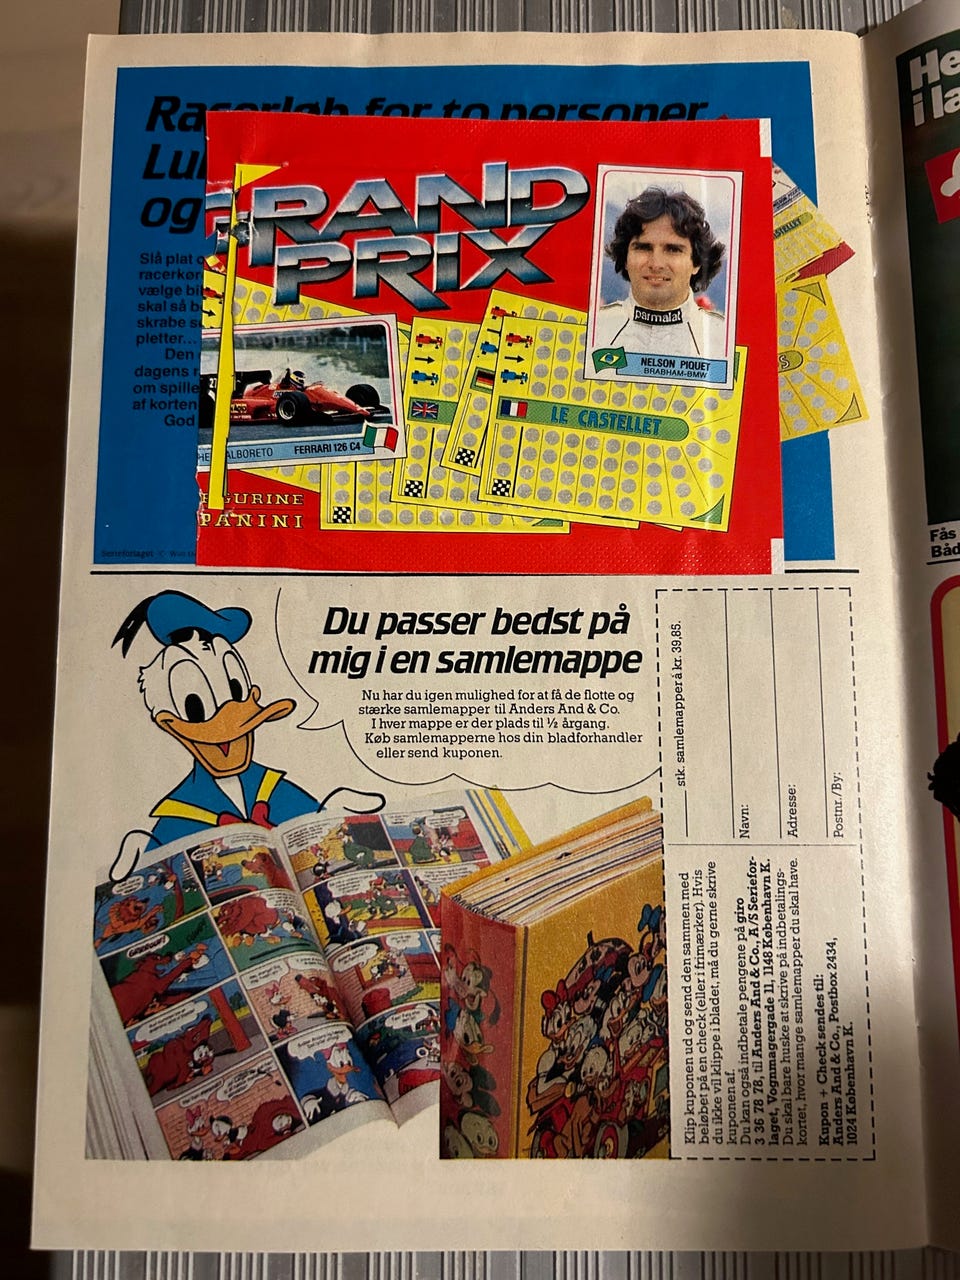 Racerløb for to personer
Lu
og
Slå plat o
racerkør
vælge bil
skal så b
skrabe s
pletter...
Den
dagens r
om spille
af korten
God
GRAND
PRIX
parmalat
NELSON PIQUET
BRABHAM-BMW
CASTELLET
S
LE CASTELLET
ALBORETO FERRARI 126 C4
FIGURINE
PANINI
Serieforlaget © Walt
He
i la
Fås
Båd
Du passer bedst på
mig i en samlemappe
Nu har du igen mulighed for at få de flotte og
stærke samlemapper til Anders And & Co.
I hver mappe er der plads til ½ årgang.
Køb samlemapperne hos din bladforhandler
eller send kuponen.
stk. samlemapper á kr. 39,85.
Navn:
Adresse:
Postnr./By:
Klip kuponen ud og send den sammen med
beløbet på en check (eller i frimærker). Hvis
du ikke vil klippe i bladet, må du gerne skrive
kuponen af.
Du kan også indbetale pengene på giro
3 36 78 78, til Anders And & Co., A/S Seriefor-
laget, Vognmagergade 11, 1148 København K.
Du skal bare huske at skrive på indbetalings-
kortet, hvor mange samlemapper du skal have.
Kupon + Check sendes til:
Anders And & Co., Postbox 2434,
1024 København K.